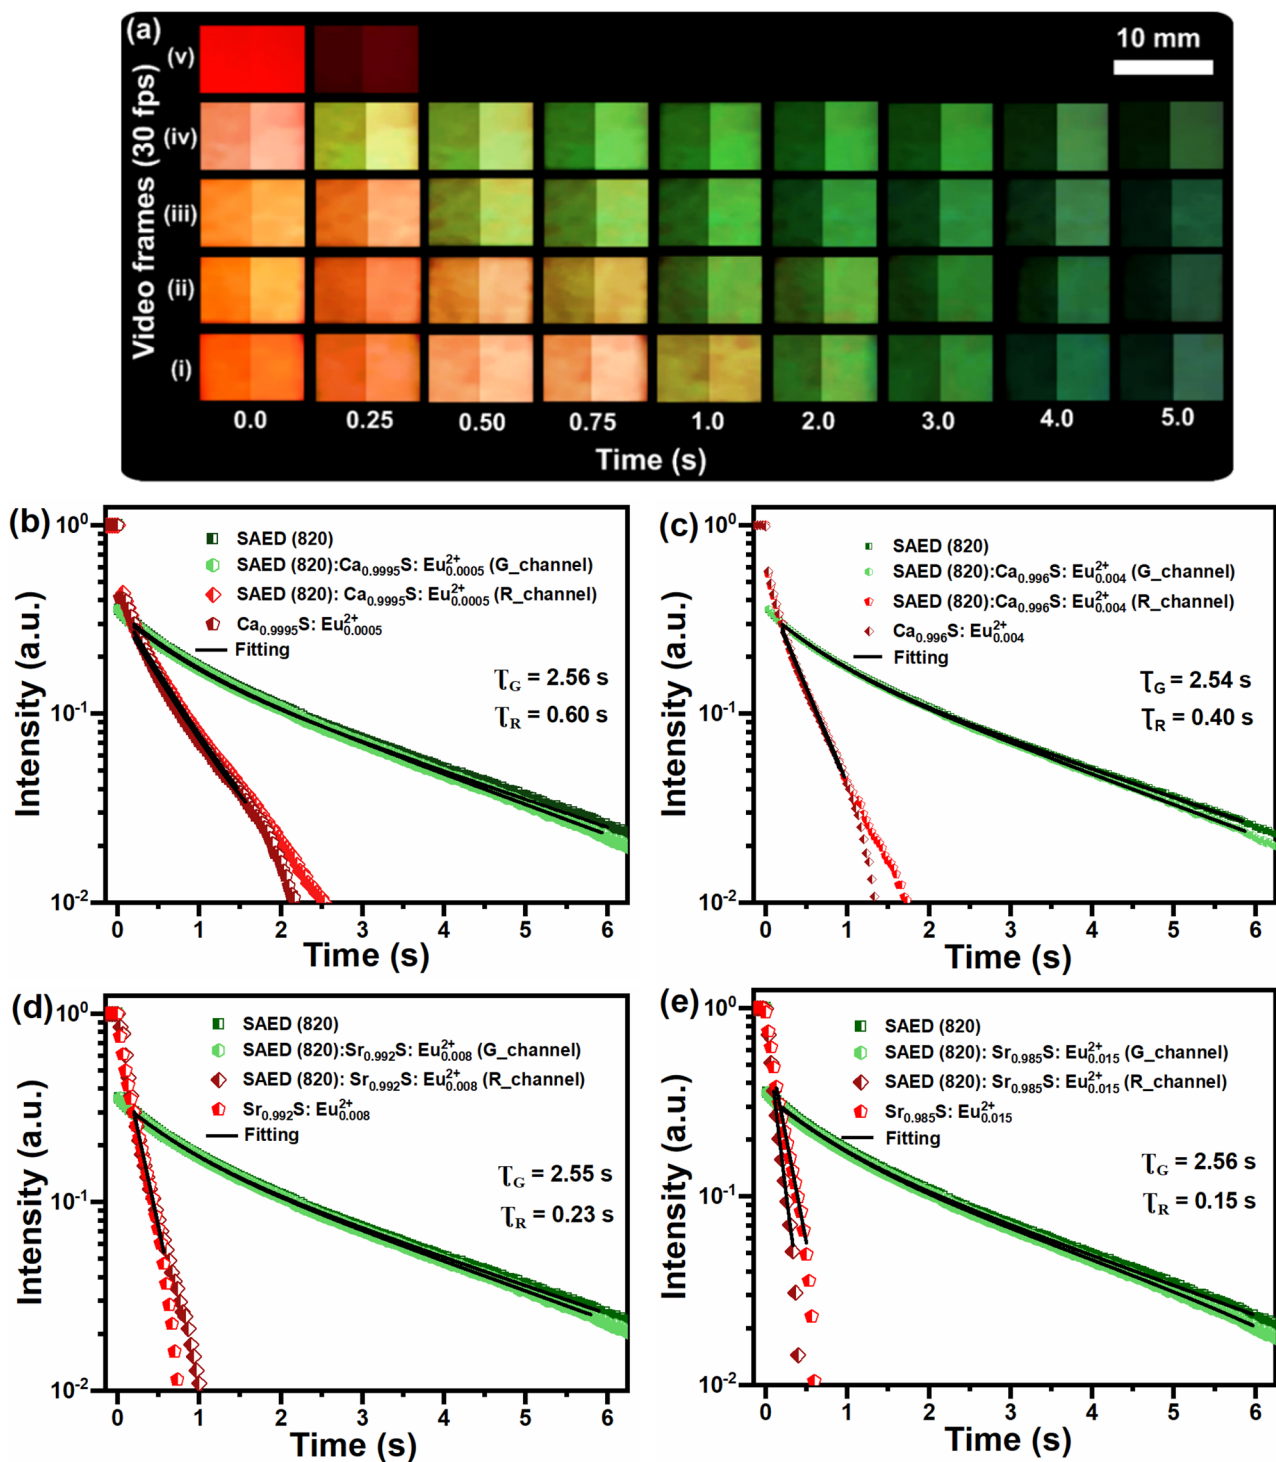 (a)
(v)
10 mm
(iv)
(iii)
(ii)
(i)
Video frames (30 fps)
0.0 0.25 0.50 0.75 1.0 2.0 3.0 4.0 5.0
Time (s)
(b)
10⁰
10⁻¹
10⁻²
Intensity (a.u.)
SAED (820)
SAED (820):Ca0.9995S: Eu²⁺0.0005 (G_channel)
SAED (820): Ca0.9995S: Eu²⁺0.0005 (R_channel)
Ca0.9995S: Eu²⁺0.0005
Fitting
τG = 2.56 s
τR = 0.60 s
0 1 2 3 4 5 6
Time (s)
(c)
10⁰
10⁻¹
10⁻²
Intensity (a.u.)
SAED (820)
SAED (820):Ca0.996S: Eu²⁺0.004 (G_channel)
SAED (820):Ca0.996S: Eu²⁺0.004 (R_channel)
Ca0.996S: Eu²⁺0.004
Fitting
τG = 2.54 s
τR = 0.40 s
0 1 2 3 4 5 6
Time (s)
(d)
10⁰
10⁻¹
10⁻²
Intensity (a.u.)
SAED (820)
SAED (820):Sr0.992S: Eu²⁺0.008 (G_channel)
SAED (820): Sr0.992S: Eu²⁺0.008 (R_channel)
Sr0.992S: Eu²⁺0.008
Fitting
τG = 2.55 s
τR = 0.23 s
0 1 2 3 4 5 6
Time (s)
(e)
10⁰
10⁻¹
10⁻²
Intensity (a.u.)
SAED (820)
SAED (820): Sr0.985S: Eu²⁺0.015 (G_channel)
SAED (820): Sr0.985S: Eu²⁺0.015 (R_channel)
Sr0.985S: Eu²⁺0.015
Fitting
τG = 2.56 s
τR = 0.15 s
0 1 2 3 4 5 6
Time (s)